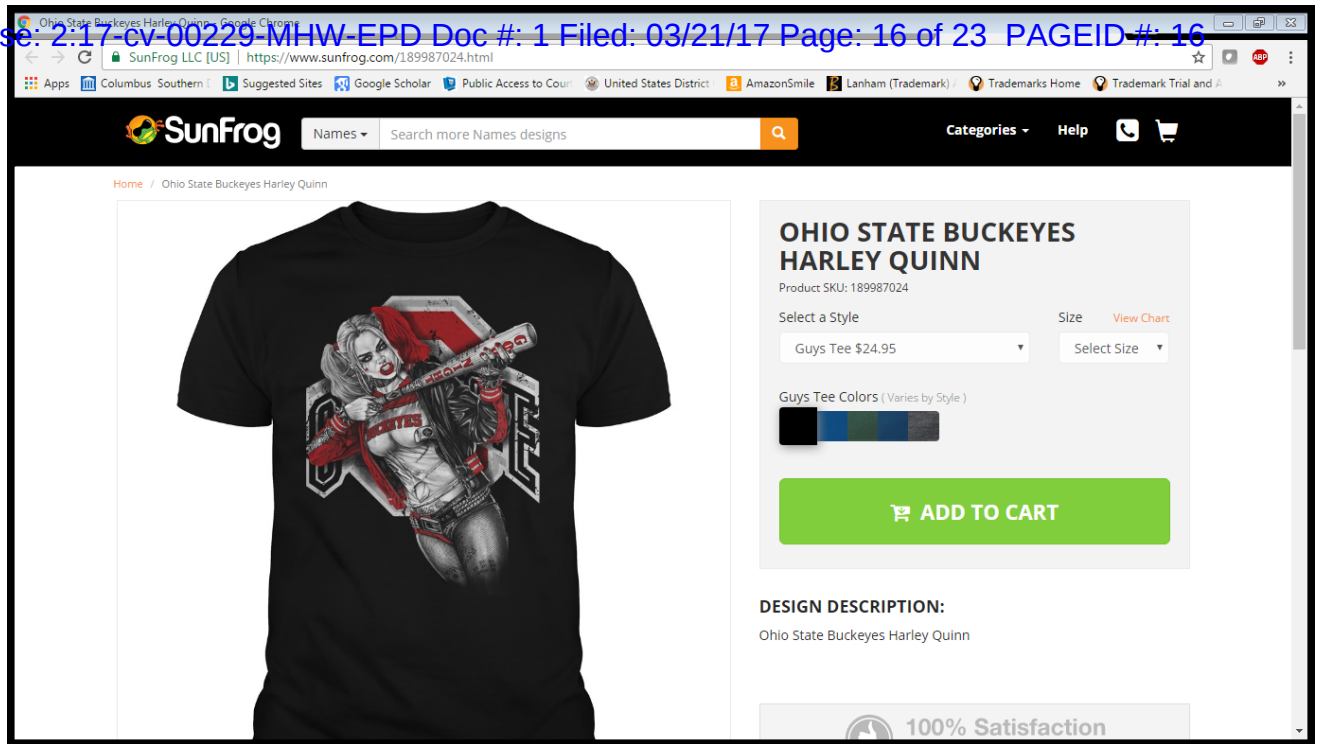 Ohio State Buckeyes Harley Quinn - Google Chrome
se: 2:17-cv-00229-MHW-EPD Doc #: 1 Filed: 03/21/17 Page: 16 of 23 PAGEID #: 16
SunFrog LLC [US] | https://www.sunfrog.com/189987024.html
ABP
Apps Columbus Southern Suggested Sites Google Scholar Public Access to Cour United States District AmazonSmile Lanham (Trademark) Trademarks Home Trademark Trial and A »
SunFrog Names Search more Names designs Categories Help
Home / Ohio State Buckeyes Harley Quinn
OHIO STATE BUCKEYES
HARLEY QUINN
Product SKU: 189987024
Select a Style Size View Chart
Guys Tee $24.95 Select Size
Guys Tee Colors ( Varies by Style )
GOOD NIGHT
BUCKEYES
ADD TO CART
DESIGN DESCRIPTION:
Ohio State Buckeyes Harley Quinn
100% Satisfaction